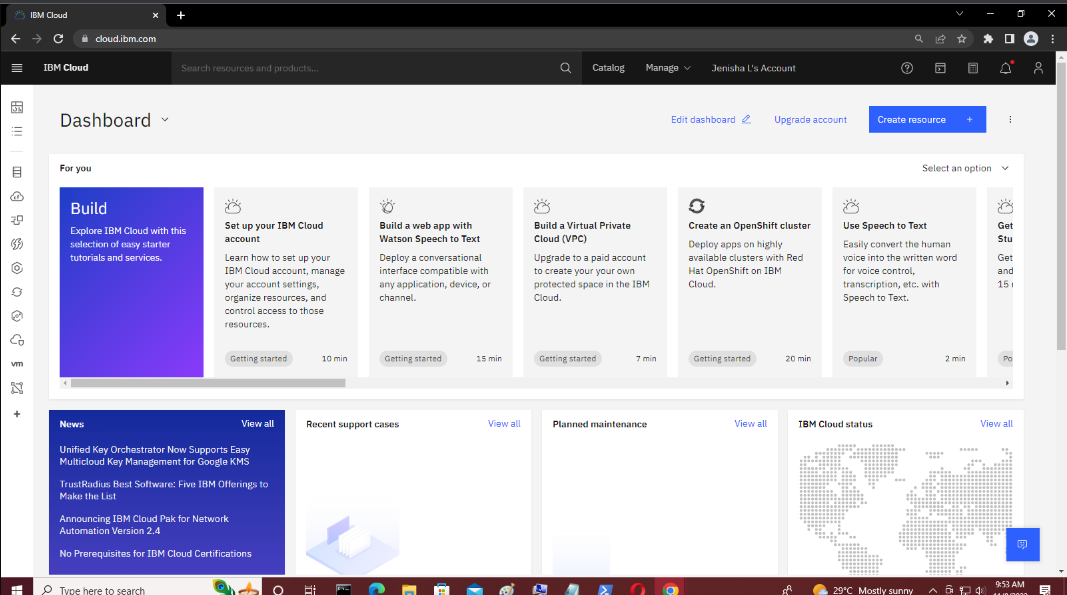 IBM Cloud
cloud.ibm.com
IBM Cloud
Search resources and products...
Catalog
Manage
Jenisha L's Account
Dashboard
Edit dashboard
Upgrade account
Create resource +
For you
Select an option
Build
Explore IBM Cloud with this
selection of easy starter
tutorials and services.
Set up your IBM Cloud
account
Learn how to set up your
IBM Cloud account, manage
your account settings,
organize resources, and
control access to those
resources.
Getting started
10 min
Build a web app with
Watson Speech to Text
Deploy a conversational
interface compatible with
any application, device, or
channel.
Getting started
15 min
Build a Virtual Private
Cloud (VPC)
Upgrade to a paid account
to create your your own
protected space in the IBM
Cloud.
Getting started
7 min
Create an OpenShift cluster
Deploy apps on highly
available clusters with Red
Hat OpenShift on IBM
Cloud.
Getting started
20 min
Use Speech to Text
Easily convert the human
voice into the written word
for voice control,
transcription, etc. with
Speech to Text.
Popular
2 min
Get
Stu
Get
and
15
Po
vm
News
View all
Unified Key Orchestrator Now Supports Easy
Multicloud Key Management for Google KMS
TrustRadius Best Software: Five IBM Offerings to
Make the List
Announcing IBM Cloud Pak for Network
Automation Version 2.4
No Prerequisites for IBM Cloud Certifications
Recent support cases
View all
Planned maintenance
View all
IBM Cloud status
View all
Type here to search
29°C Mostly sunny
9:53 AM